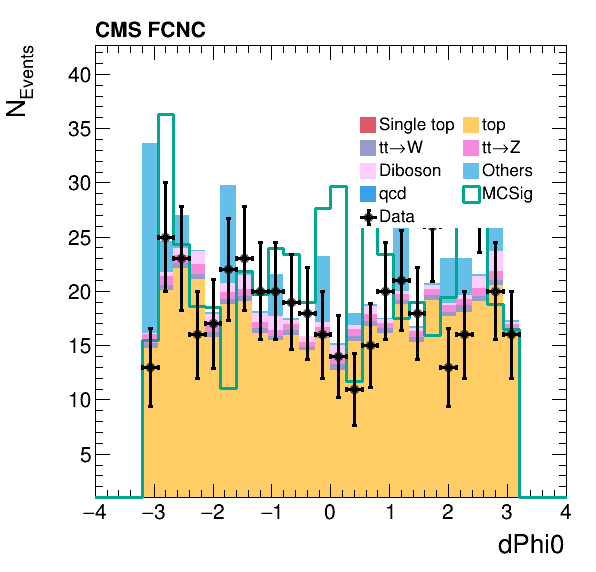 CMS FCNC
N_Events
40
35
30
25
20
15
10
5
Single top
top
tt→W
tt→Z
Diboson
Others
qcd
MCSig
Data
−4
−3
−2
−1
0
1
2
3
4
dPhi0